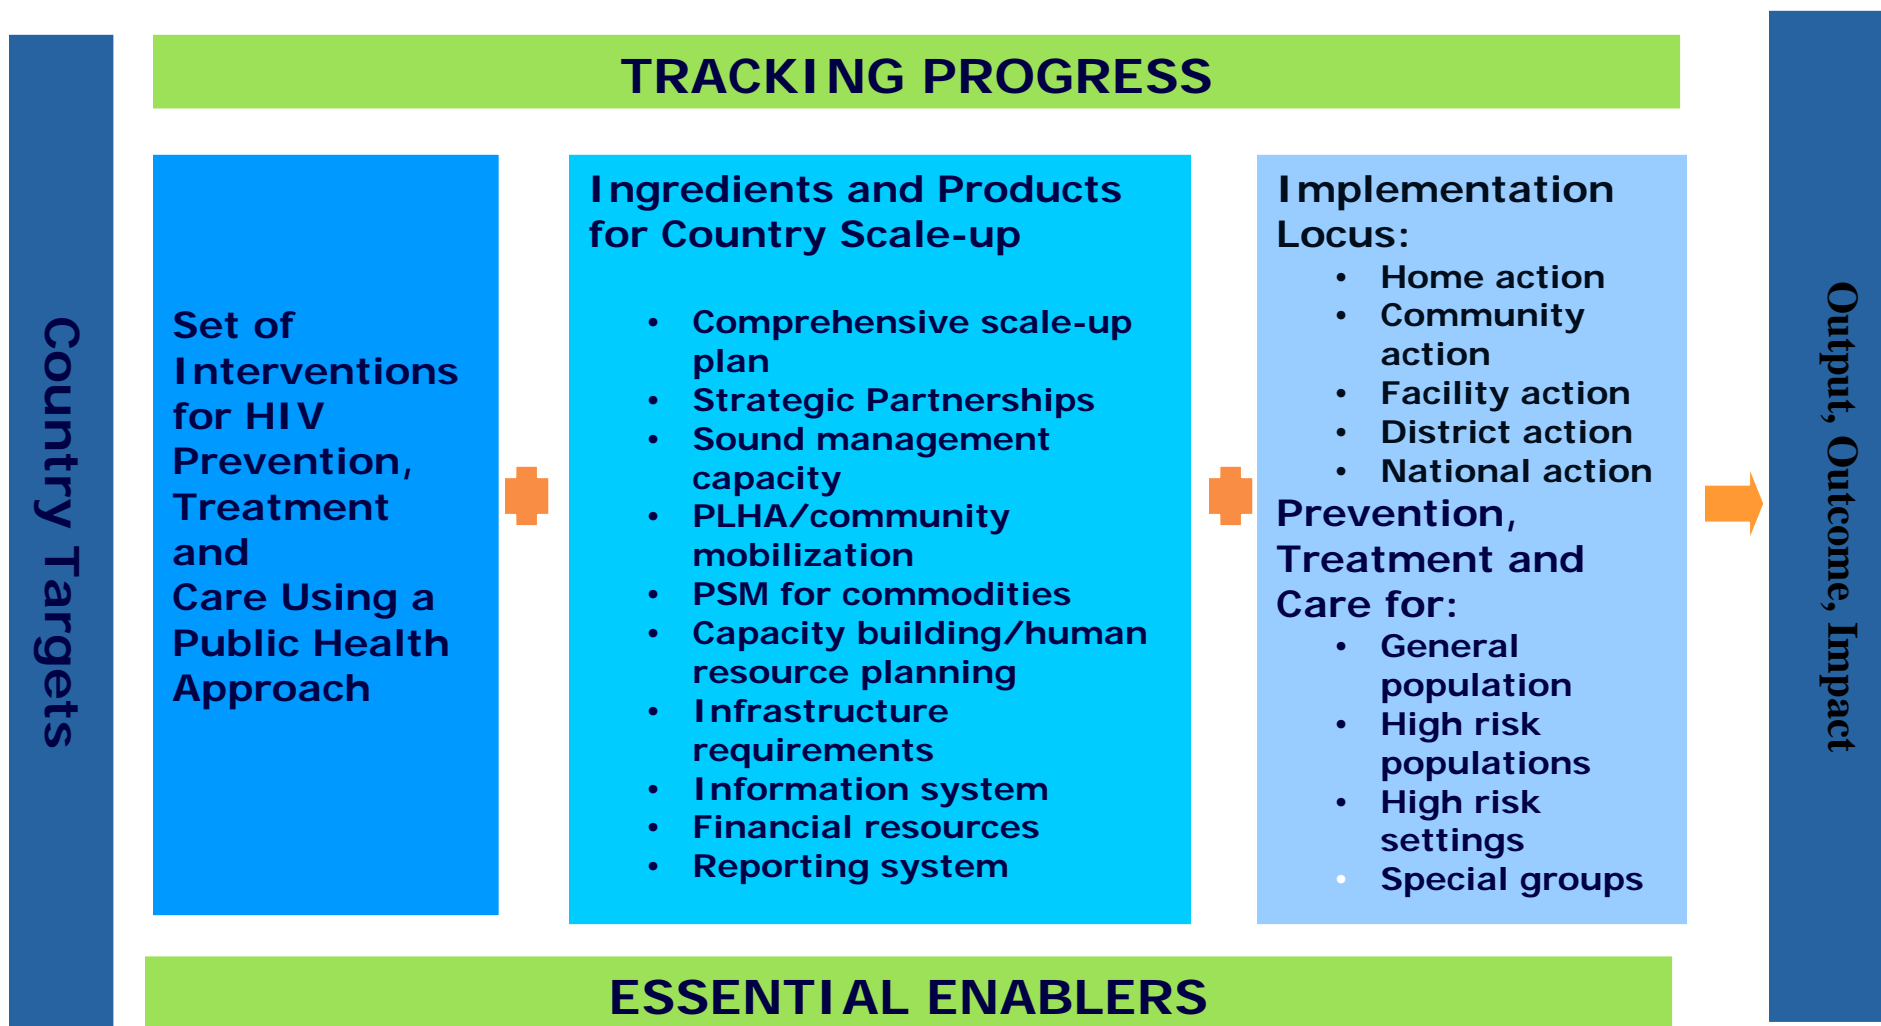 TRACKING PROGRESS
Country Targets
Set of
Interventions
for HIV
Prevention,
Treatment
and
Care Using a
Public Health
Approach
Ingredients and Products
for Country Scale-up
• Comprehensive scale-up
plan
• Strategic Partnerships
• Sound management
capacity
• PLHA/community
mobilization
• PSM for commodities
• Capacity building/human
resource planning
• Infrastructure
requirements
• Information system
• Financial resources
• Reporting system
Implementation
Locus:
• Home action
• Community
action
• Facility action
• District action
• National action
Prevention,
Treatment and
Care for:
• General
population
• High risk
populations
• High risk
settings
• Special groups
Output, Outcome, Impact
ESSENTIAL ENABLERS